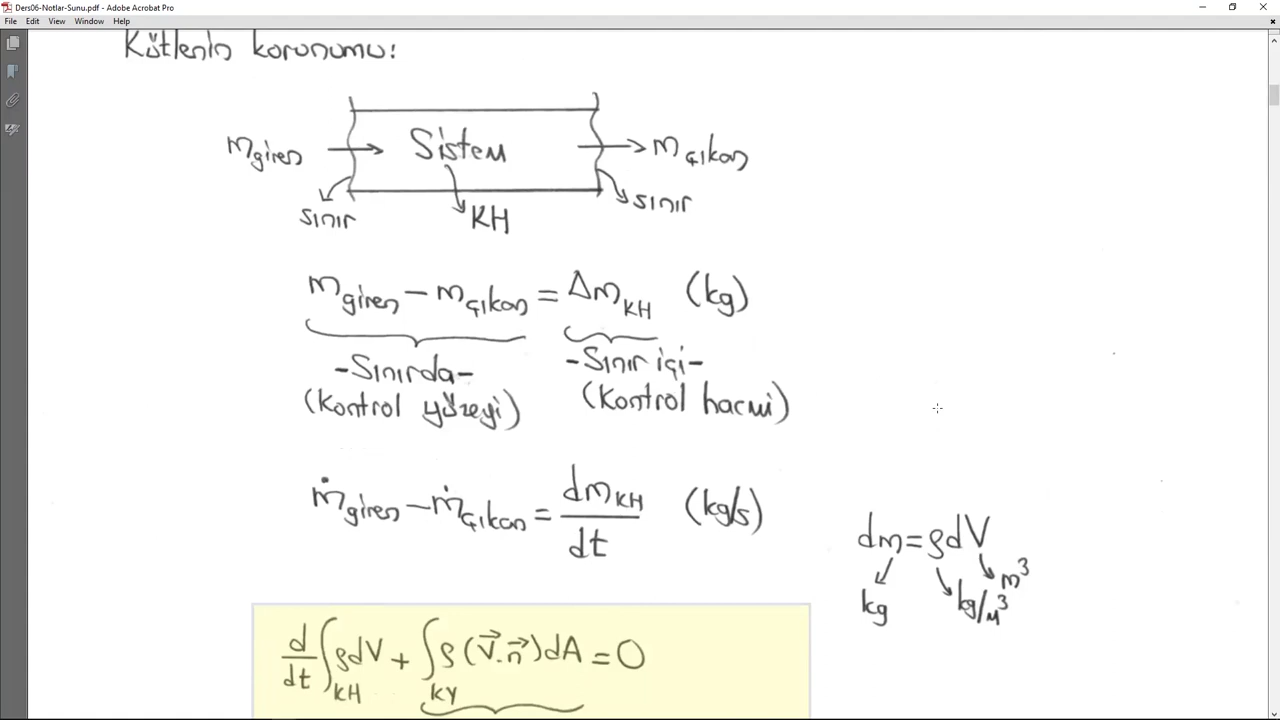 Ders06-Notlar-Sunu.pdf - Adobe Acrobat Pro
File Edit View Window Help
Kütlenin korunumu:
m giren → Sistem → m çıkan
sınır KH sınır
m giren − m çıkan = Δm KH (kg)
-Sınırda- -Sınır içi-
(kontrol yüzeyi) (kontrol hacmi)
ṁ giren − ṁ çıkan = dm KH / dt (kg/s)
dm = ρdV
kg kg/m³ m³
d/dt ∫KH ρdV + ∫KY ρ(V⃗.n⃗)dA = 0